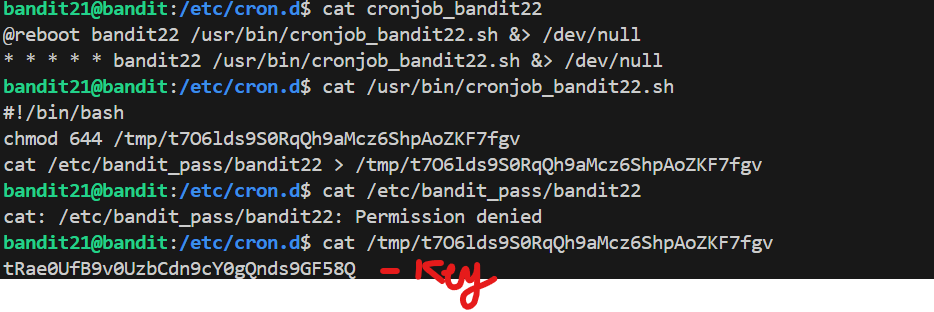 bandit21@bandit:/etc/cron.d$ cat cronjob_bandit22
@reboot bandit22 /usr/bin/cronjob_bandit22.sh &> /dev/null
* * * * * bandit22 /usr/bin/cronjob_bandit22.sh &> /dev/null
bandit21@bandit:/etc/cron.d$ cat /usr/bin/cronjob_bandit22.sh
#!/bin/bash
chmod 644 /tmp/t7O6lds9S0RqQh9aMcz6ShpAoZKF7fgv
cat /etc/bandit_pass/bandit22 > /tmp/t7O6lds9S0RqQh9aMcz6ShpAoZKF7fgv
bandit21@bandit:/etc/cron.d$ cat /etc/bandit_pass/bandit22
cat: /etc/bandit_pass/bandit22: Permission denied
bandit21@bandit:/etc/cron.d$ cat /tmp/t7O6lds9S0RqQh9aMcz6ShpAoZKF7fgv
tRae0UfB9v0UzbCdn9cY0gQnds9GF58Q - Key